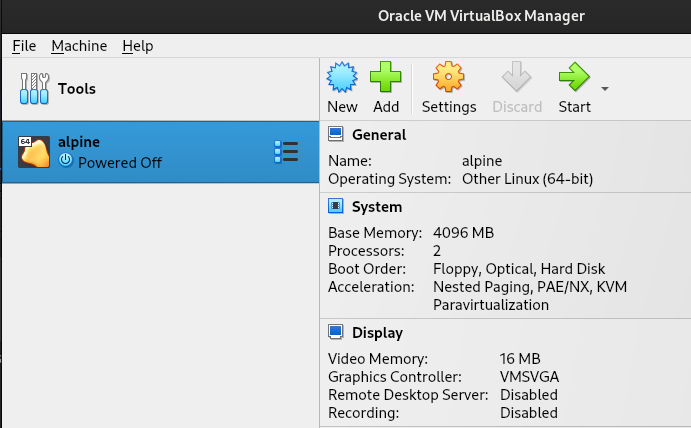 Oracle VM VirtualBox Manager
File Machine Help
Tools
New Add Settings Discard Start
64
alpine
Powered Off
General
Name: alpine
Operating System: Other Linux (64-bit)
System
Base Memory: 4096 MB
Processors: 2
Boot Order: Floppy, Optical, Hard Disk
Acceleration: Nested Paging, PAE/NX, KVM
Paravirtualization
Display
Video Memory: 16 MB
Graphics Controller: VMSVGA
Remote Desktop Server: Disabled
Recording: Disabled